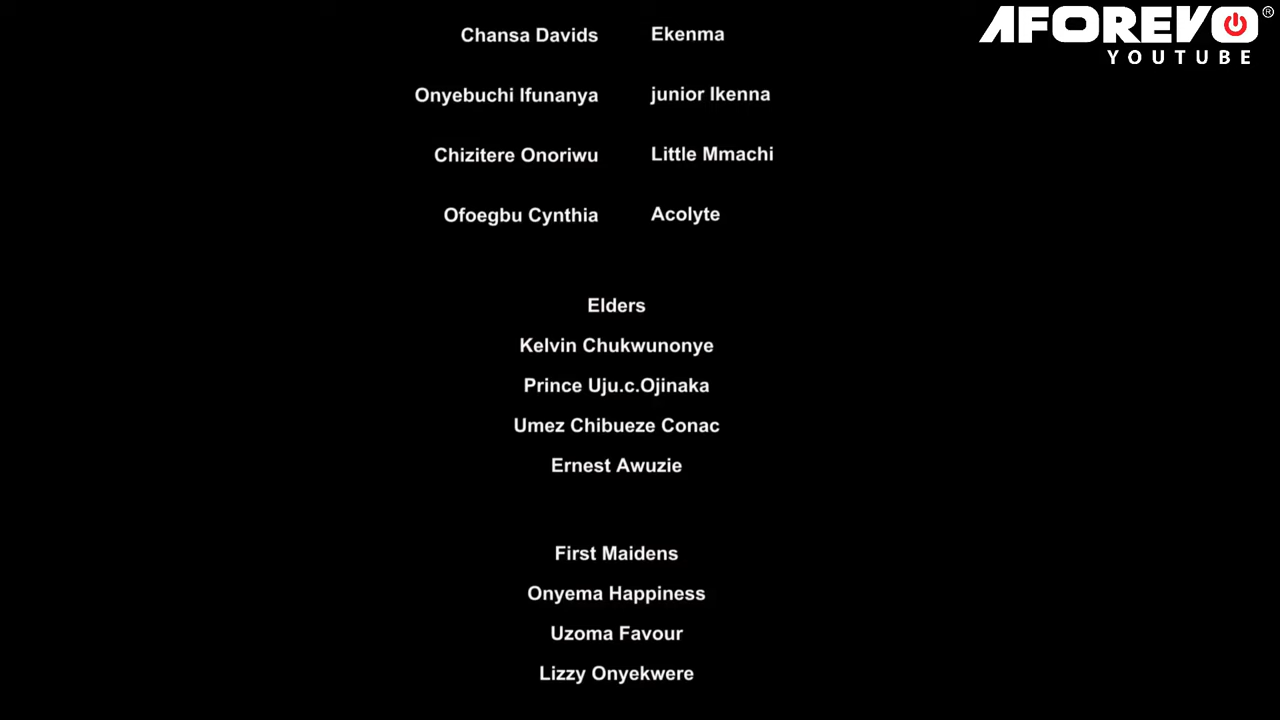 AFOREVO®
YOUTUBE
Chansa Davids Ekenma
Onyebuchi Ifunanya junior Ikenna
Chizitere Onoriwu Little Mmachi
Ofoegbu Cynthia Acolyte
Elders
Kelvin Chukwunonye
Prince Uju.c.Ojinaka
Umez Chibueze Conac
Ernest Awuzie
First Maidens
Onyema Happiness
Uzoma Favour
Lizzy Onyekwere